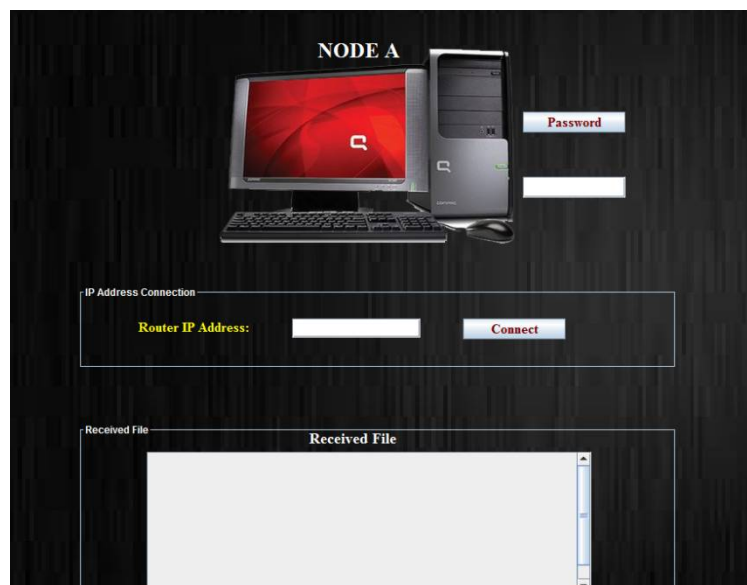 NODE A
Password
IP Address Connection
Router IP Address:
Connect
Received File
Received File